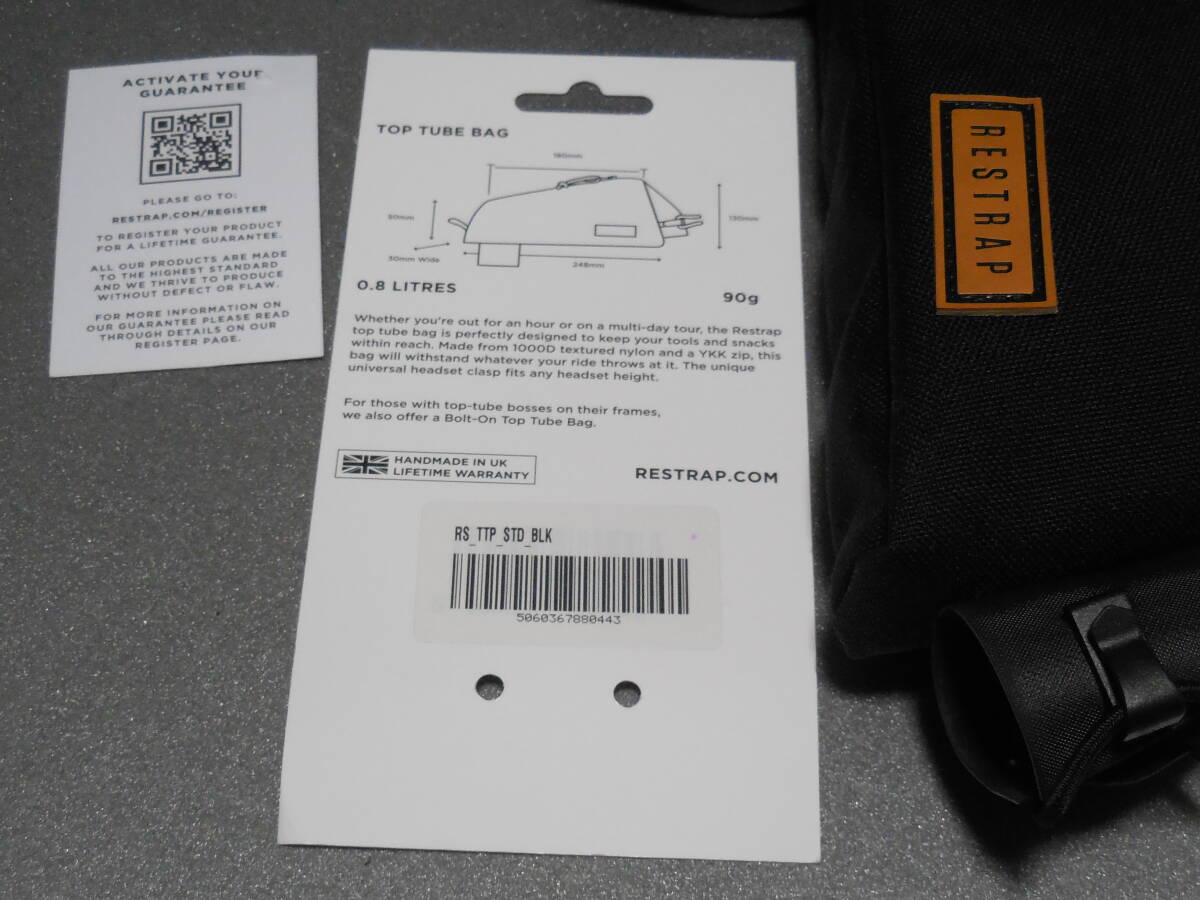 ACTIVATE YOUR
GUARANTEE
PLEASE GO TO:
RESTRAP.COM/REGISTER
TO REGISTER YOUR PRODUCT
FOR A LIFETIME GUARANTEE.
ALL OUR PRODUCTS ARE MADE
TO THE HIGHEST STANDARD
AND WE THRIVE TO PRODUCE
WITHOUT DEFECT OR FLAW.
FOR MORE INFORMATION ON
OUR GUARANTEE PLEASE READ
THROUGH DETAILS ON OUR
REGISTER PAGE.
TOP TUBE BAG
180mm
50mm
130mm
50mm Wide
248mm
0.8 LITRES
90g
Whether you're out for an hour or on a multi-day tour, the Restrap
top tube bag is perfectly designed to keep your tools and snacks
within reach. Made from 1000D textured nylon and a YKK zip, this
bag will withstand whatever your ride throws at it. The unique
universal headset clasp fits any headset height.
For those with top-tube bosses on their frames,
we also offer a Bolt-On Top Tube Bag.
HANDMADE IN UK
LIFETIME WARRANTY
RESTRAP.COM
RS_TTP_STD_BLK
5060367880443
RESTRAP